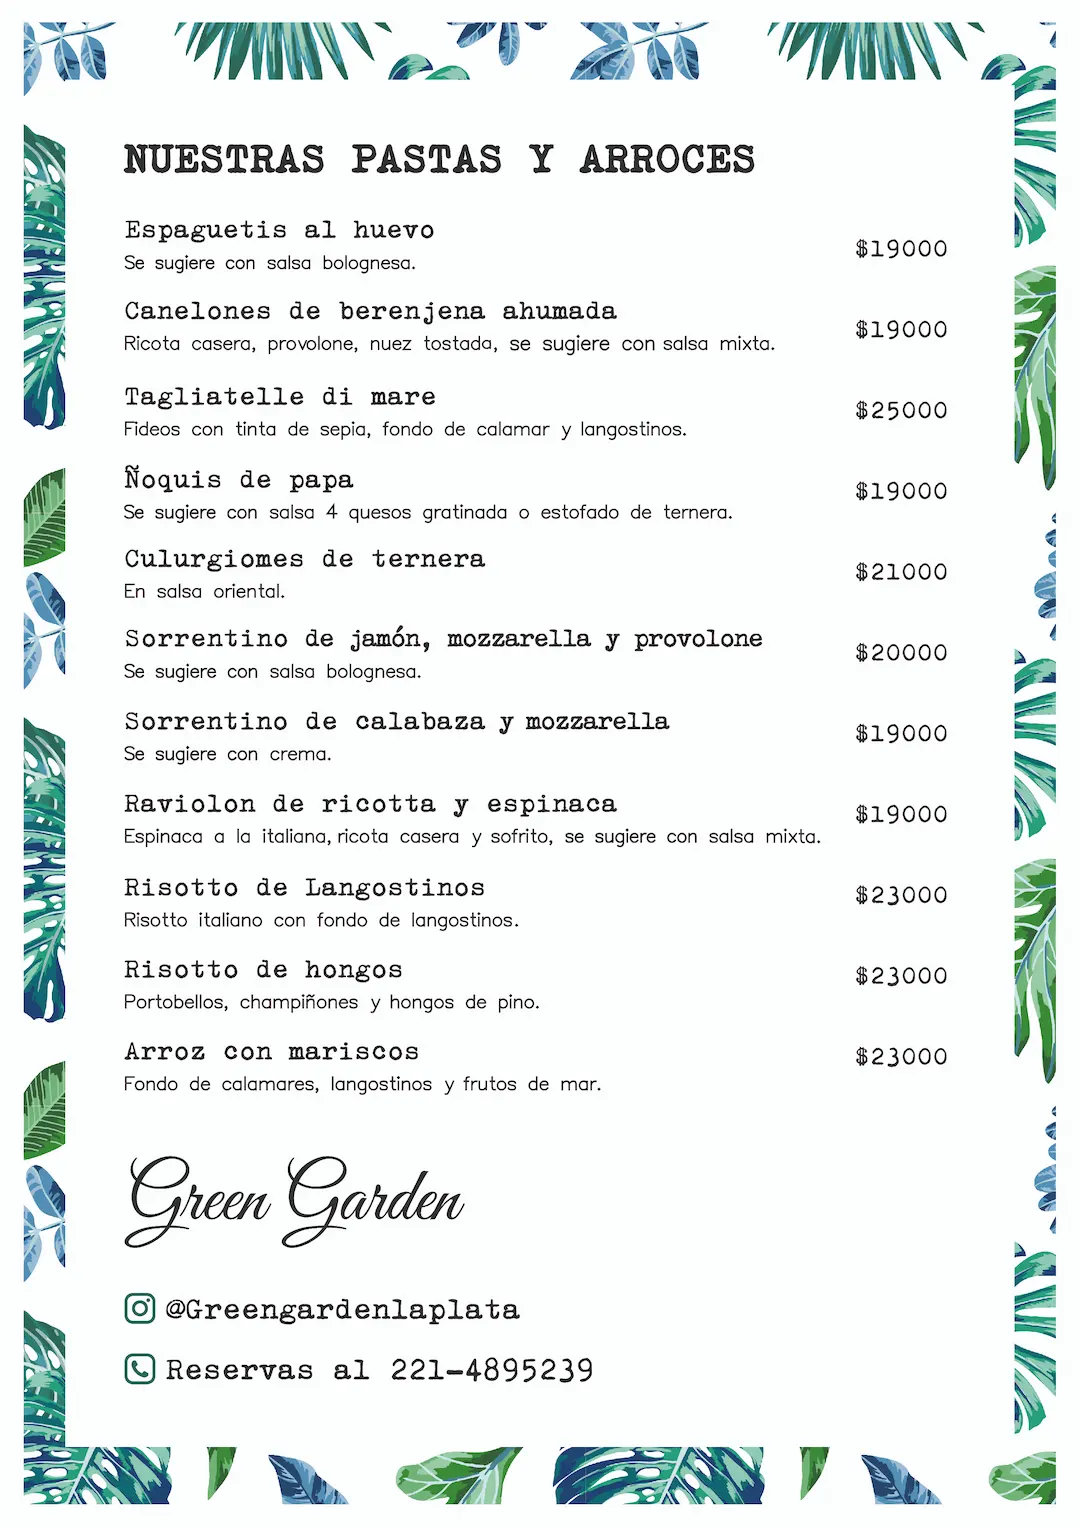 NUESTRAS PASTAS Y ARROCES
Espaguetis al huevo
$19000
Se sugiere con salsa bolognesa.
Canelones de berenjena ahumada
$19000
Ricota casera, provolone, nuez tostada, se sugiere con salsa mixta.
Tagliatelle di mare
$25000
Fideos con tinta de sepia, fondo de calamar y langostinos.
Ñoquis de papa
$19000
Se sugiere con salsa 4 quesos gratinada o estofado de ternera.
Culurgiomes de ternera
$21000
En salsa oriental.
Sorrentino de jamón, mozzarella y provolone
$20000
Se sugiere con salsa bolognesa.
Sorrentino de calabaza y mozzarella
$19000
Se sugiere con crema.
Raviolon de ricotta y espinaca
$19000
Espinaca a la italiana, ricota casera y sofrito, se sugiere con salsa mixta.
Risotto de Langostinos
$23000
Risotto italiano con fondo de langostinos.
Risotto de hongos
$23000
Portobellos, champiñones y hongos de pino.
Arroz con mariscos
$23000
Fondo de calamares, langostinos y frutos de mar.
Green Garden
@Greengardenlaplata
Reservas al 221-4895239